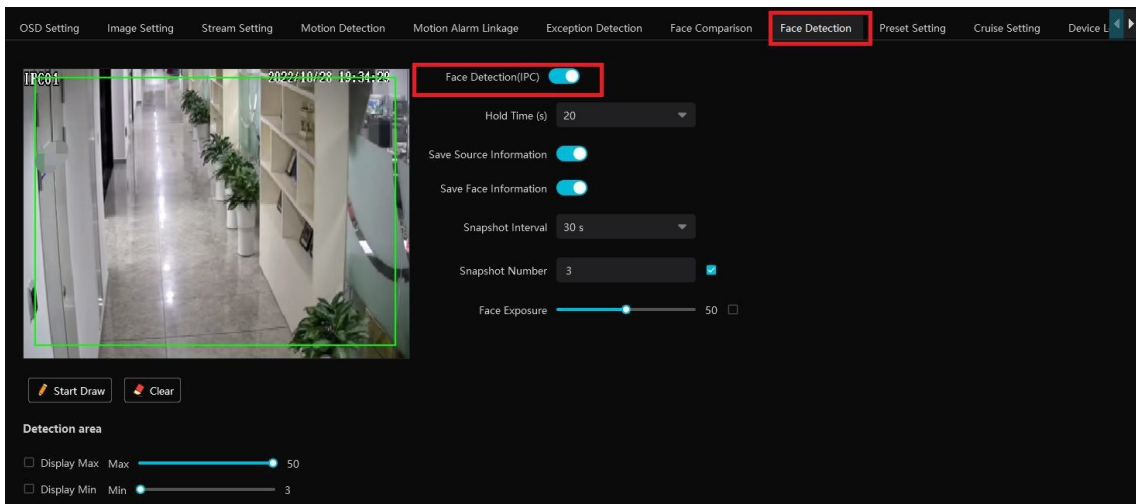 OSD Setting Image Setting Stream Setting Motion Detection Motion Alarm Linkage Exception Detection Face Comparison Face Detection Preset Setting Cruise Setting Device L
IPC01 2022/10/28 19:34:29
Face Detection(IPC)
Hold Time (s) 20
Save Source Information
Save Face Information
Snapshot Interval 30 s
Snapshot Number 3
Face Exposure 50
Start Draw Clear
Detection area
Display Max Max 50
Display Min Min 3